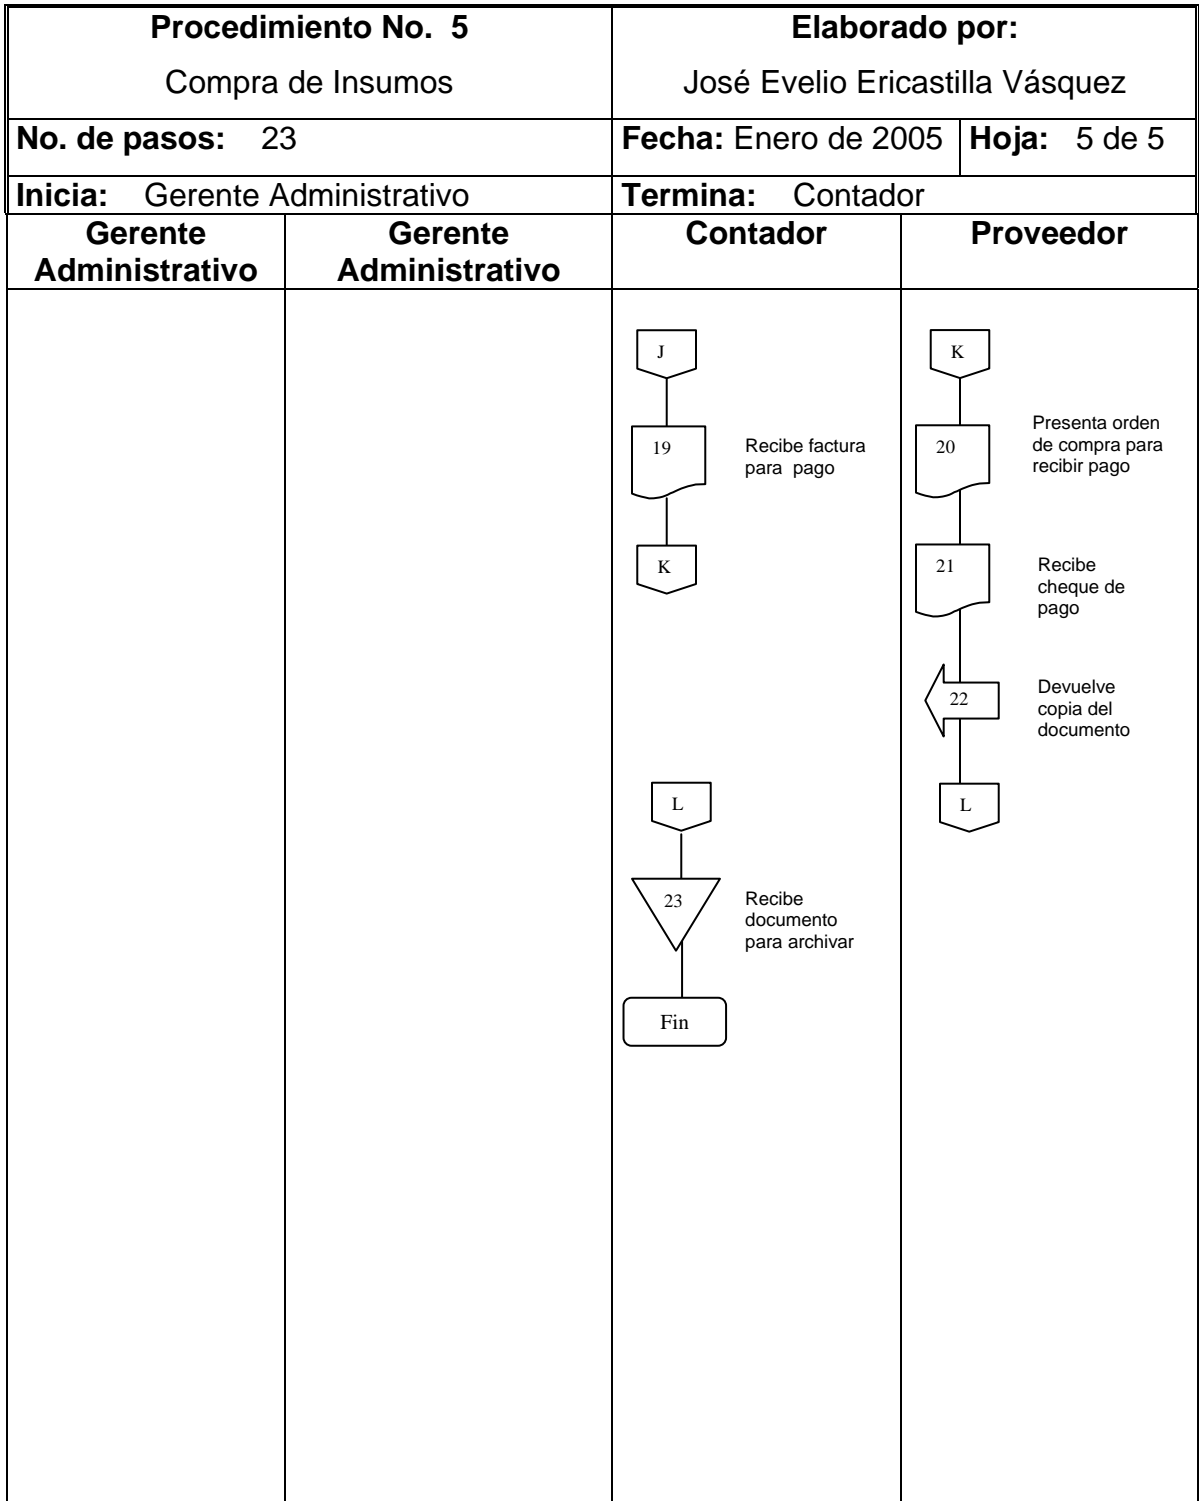 Procedimiento No. 5
Compra de Insumos
Elaborado por:
José Evelio Ericastilla Vásquez
No. de pasos: 23
Fecha: Enero de 2005
Hoja: 5 de 5
Inicia: Gerente Administrativo
Termina: Contador
Gerente
Administrativo
Gerente
Administrativo
Contador
Proveedor
J
19
Recibe factura
para pago
K
K
20
Presenta orden
de compra para
recibir pago
21
Recibe
cheque de
pago
22
Devuelve
copia del
documento
L
L
23
Recibe
documento
para archivar
Fin